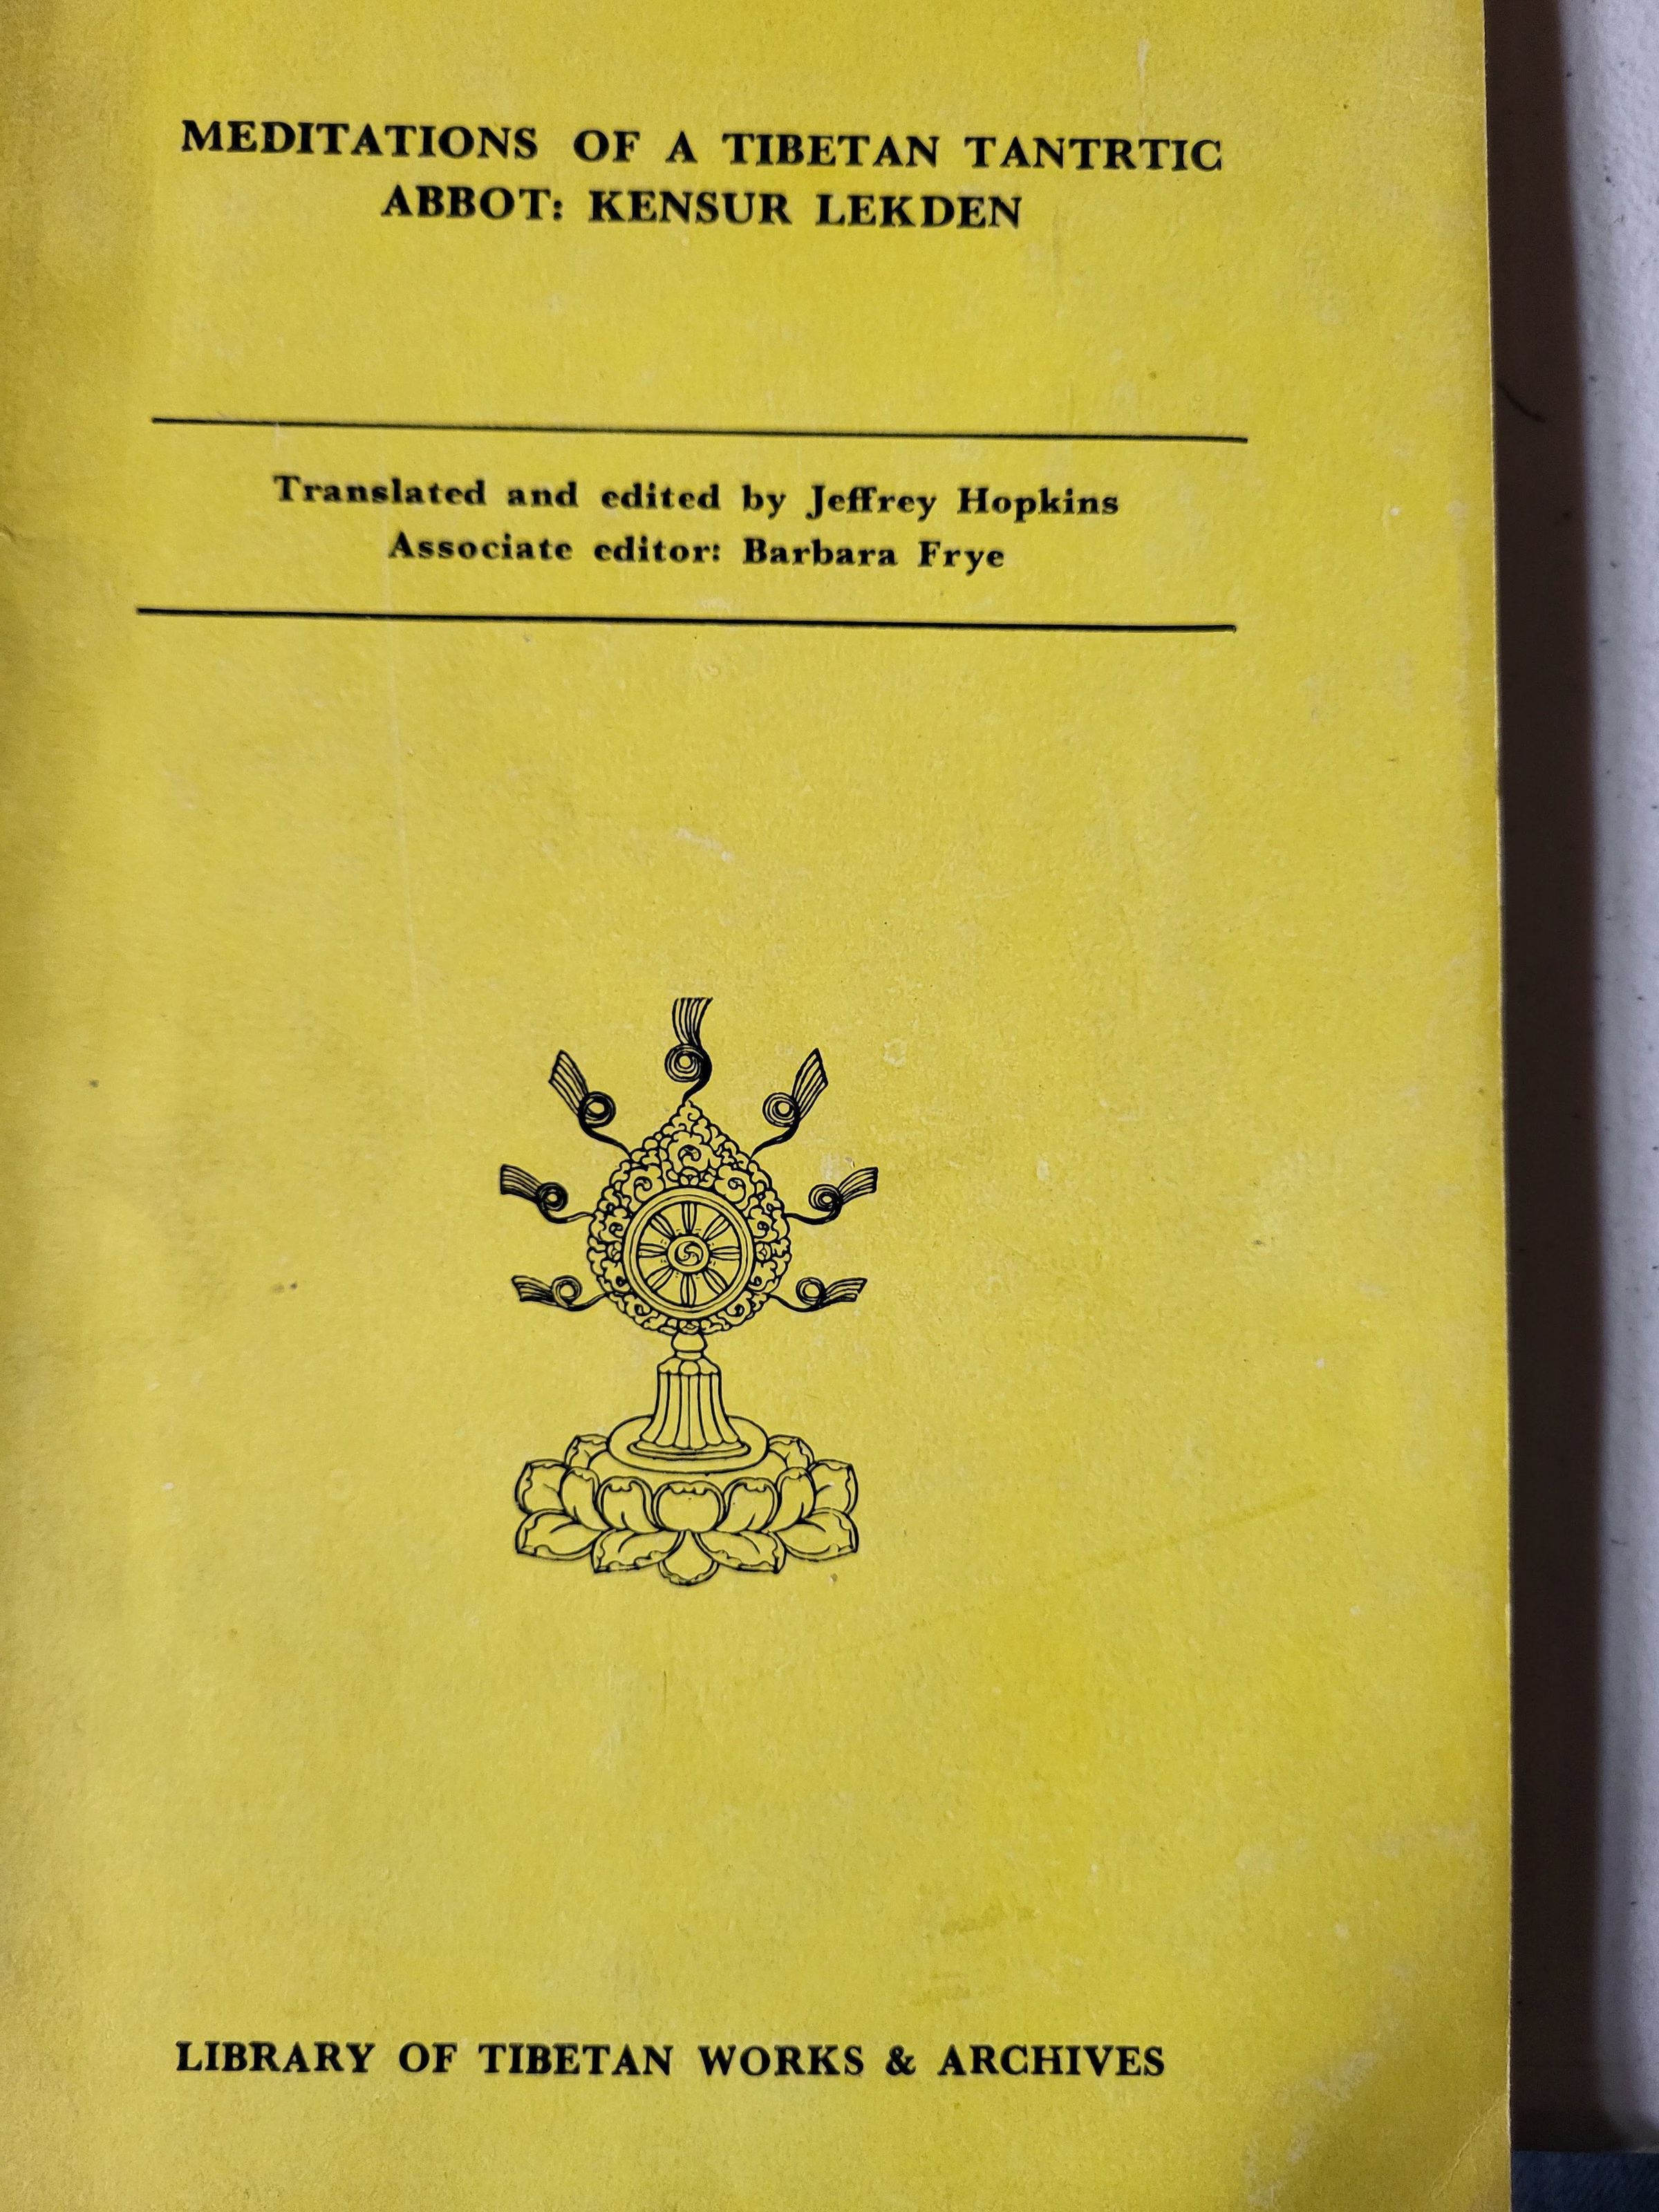 MEDITATIONS OF A TIBETAN TANTRTIC
ABBOT: KENSUR LEKDEN
Translated and edited by Jeffrey Hopkins
Associate editor: Barbara Frye
LIBRARY OF TIBETAN WORKS & ARCHIVES